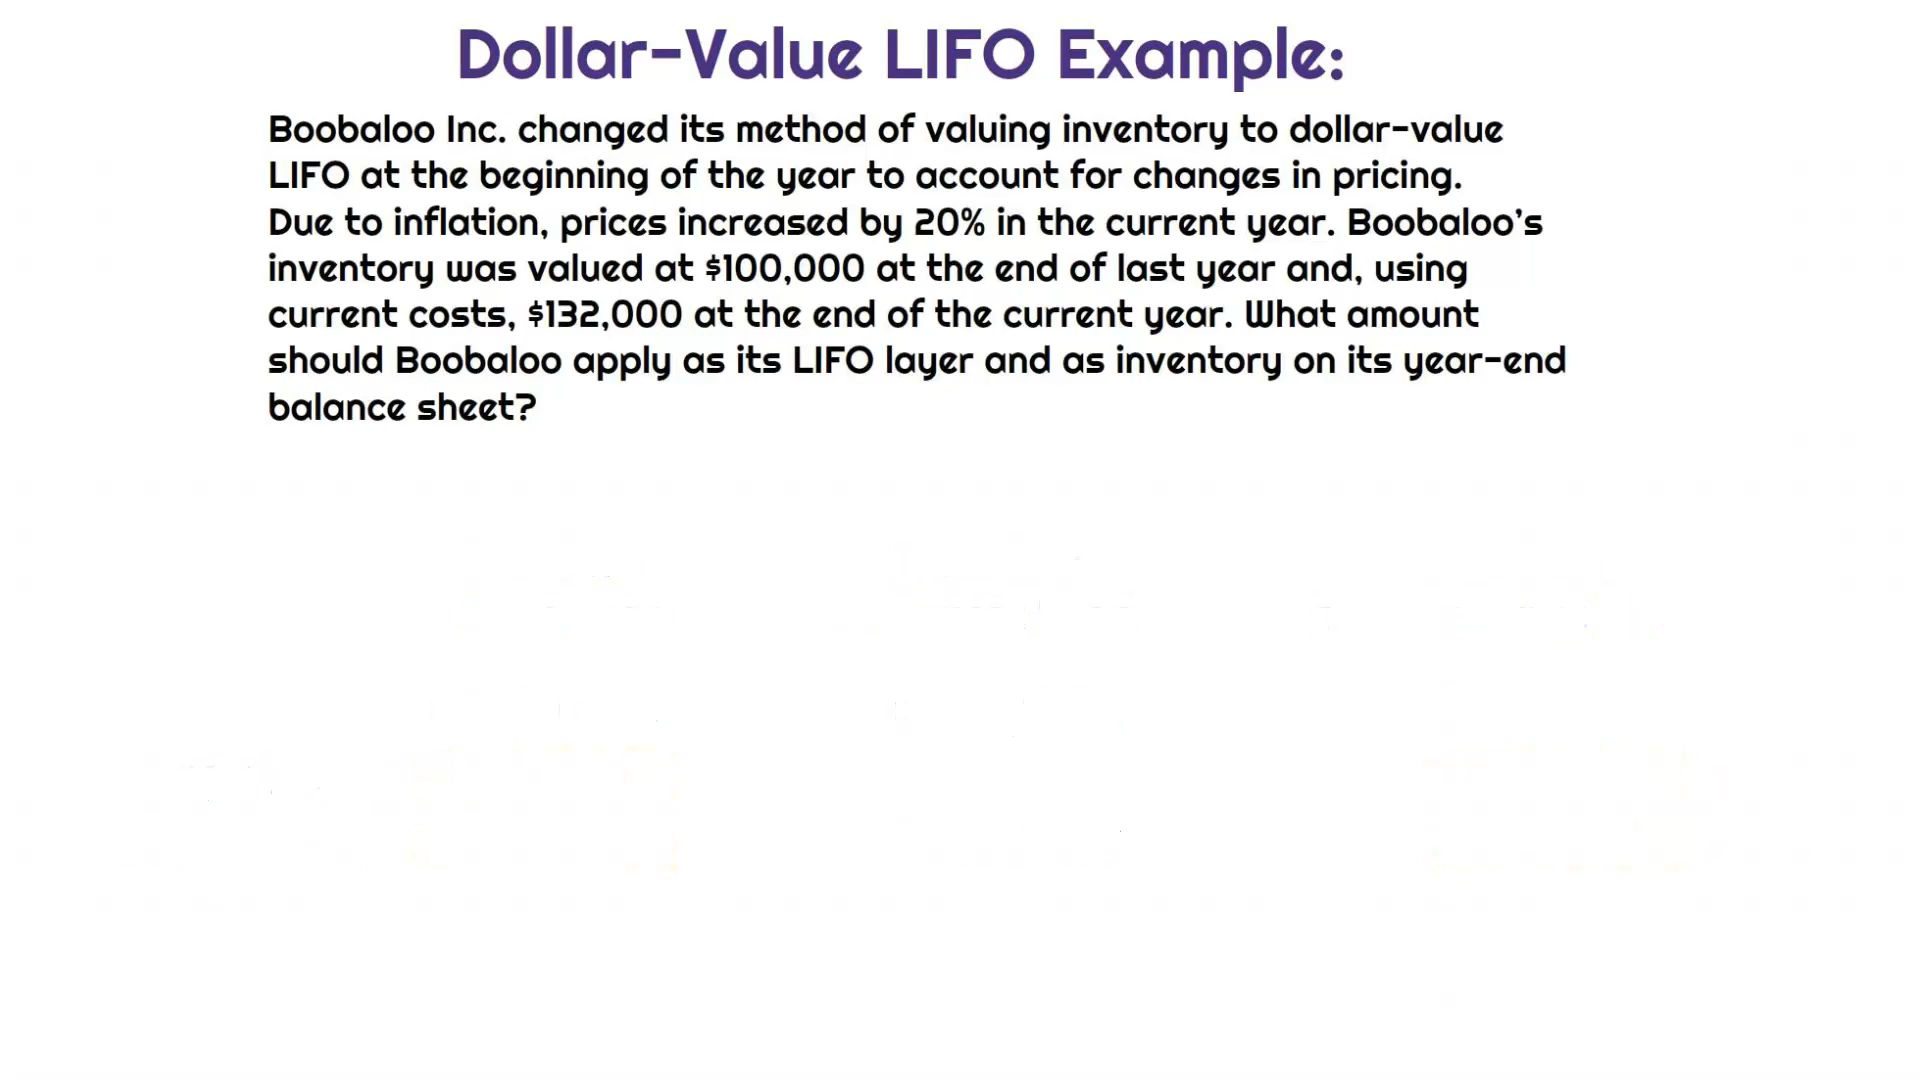 Dollar-Value LIFO Example:
Boobaloo Inc. changed its method of valuing inventory to dollar-value
LIFO at the beginning of the year to account for changes in pricing.
Due to inflation, prices increased by 20% in the current year. Boobaloo's
inventory was valued at $100,000 at the end of last year and, using
current costs, $132,000 at the end of the current year. What amount
should Boobaloo apply as its LIFO layer and as inventory on its year-end
balance sheet?